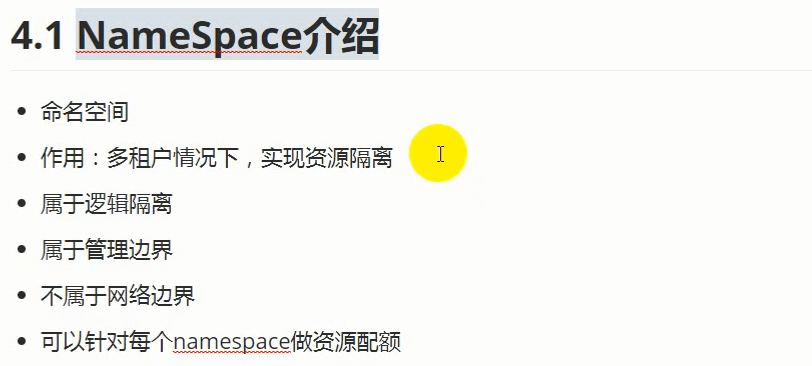 4.1 NameSpace介绍
命名空间
作用：多租户情况下，实现资源隔离
属于逻辑隔离
属于管理边界
不属于网络边界
可以针对每个namespace做资源配额